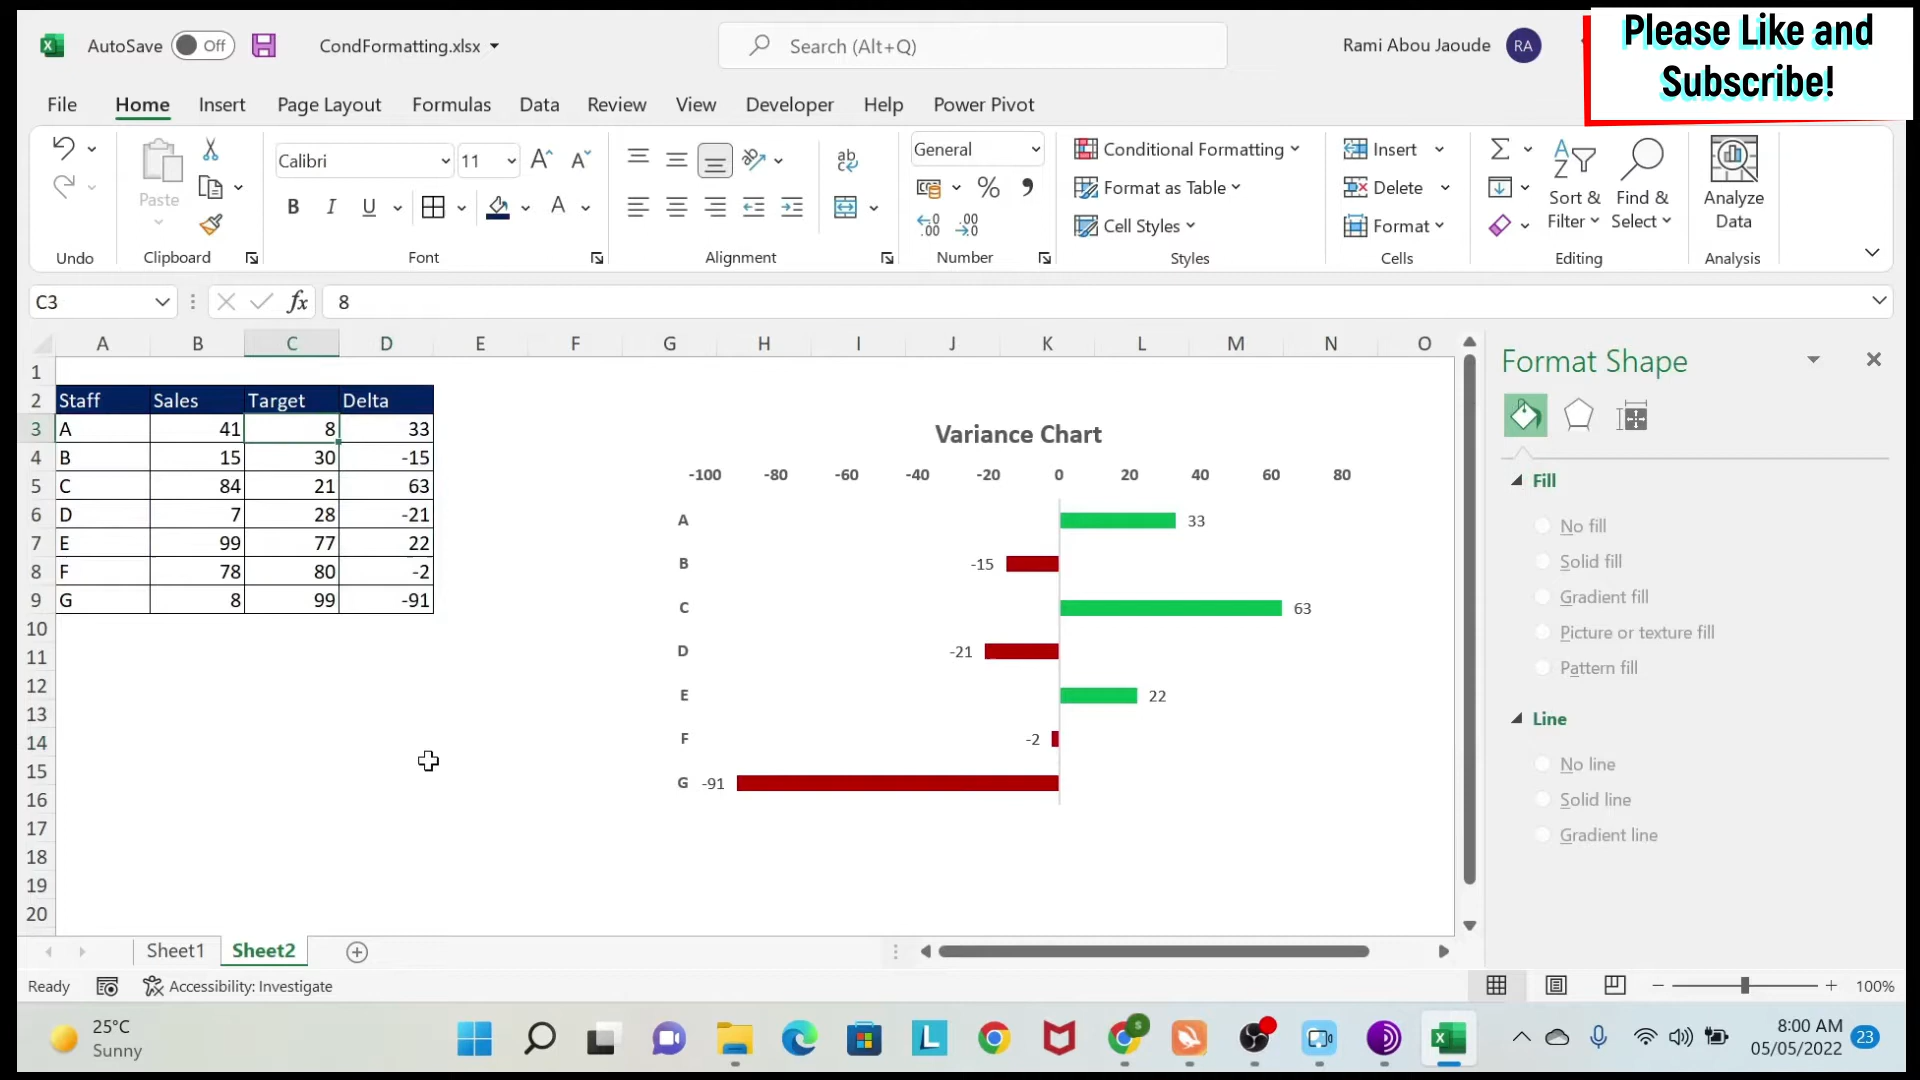 Please Like and
Subscribe!
AutoSave Off CondFormatting.xlsx Search (Alt+Q) Rami Abou Jaoude RA
File Home Insert Page Layout Formulas Data Review View Developer Help Power Pivot
Paste Calibri 11 General Conditional Formatting Insert Sort & Find & Analyze
Format as Table Delete Filter Select Data
B I U A ab % Cell Styles Format
Undo Clipboard Font Alignment Number Styles Cells Editing Analysis
C3 fx 8
A B C D E F G H I J K L M N O
1
2 Staff Sales Target Delta
3 A 41 8 33
4 B 15 30 -15
5 C 84 21 63
6 D 7 28 -21
7 E 99 77 22
8 F 78 80 -2
9 G 8 99 -91
10
11
12
13
14
15
16
17
18
19
20
Variance Chart
-100 -80 -60 -40 -20 0 20 40 60 80
A 33
B -15
C 63
D -21
E 22
F -2
G -91
Format Shape
Fill
No fill
Solid fill
Gradient fill
Picture or texture fill
Pattern fill
Line
No line
Solid line
Gradient line
Sheet1 Sheet2
Ready Accessibility: Investigate 100%
25°C
Sunny
L
S
8:00 AM
05/05/2022
23